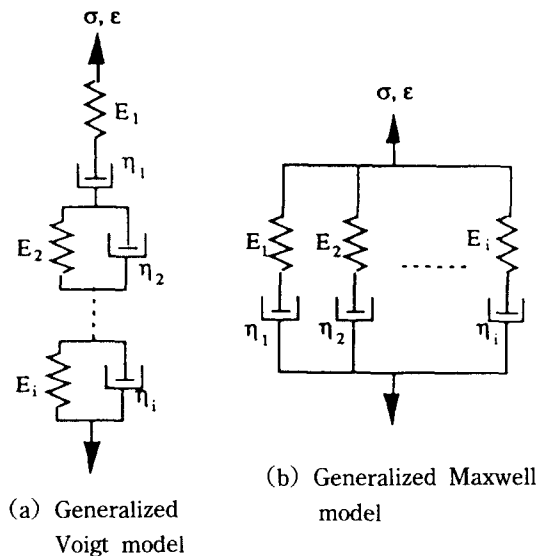 σ, ε
E1
η1
E2
η2
Ei
ηi
(a) Generalized
Voigt model
σ, ε
E1
E2
Ei
η1
η2
ηi
(b) Generalized Maxwell
model